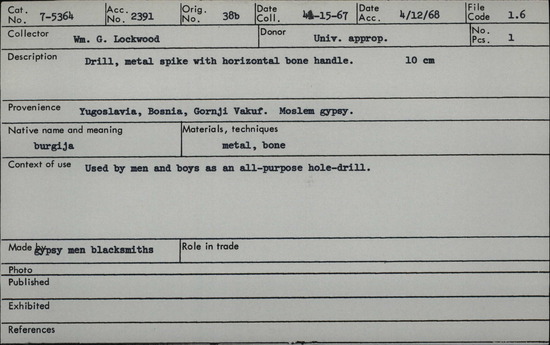 Cat. No. 7-5364 Acc. No. 2391 Orig. No. 38b Date Coll. -15-67 Date Acc. 4/12/68 File Code 1.6
Collector Wm. G. Lockwood Donor Univ. approp. No. Pcs. 1
Description Drill, metal spike with horizontal bone handle. 10 cm
Provenience Yugoslavia, Bosnia, Gornji Vakuf. Moslem gypsy.
Native name and meaning Materials, techniques
burgija metal, bone
Context of use Used by men and boys as an all-purpose hole-drill.
Made by gypsy men blacksmiths Role in trade
Photo
Published
Exhibited
References